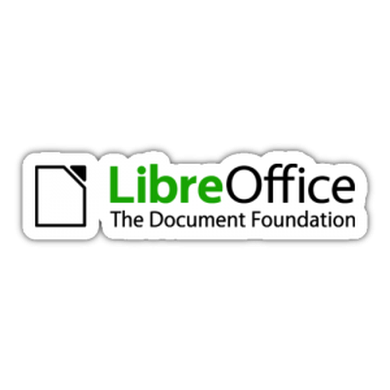 LibreOffice
The Document Foundation